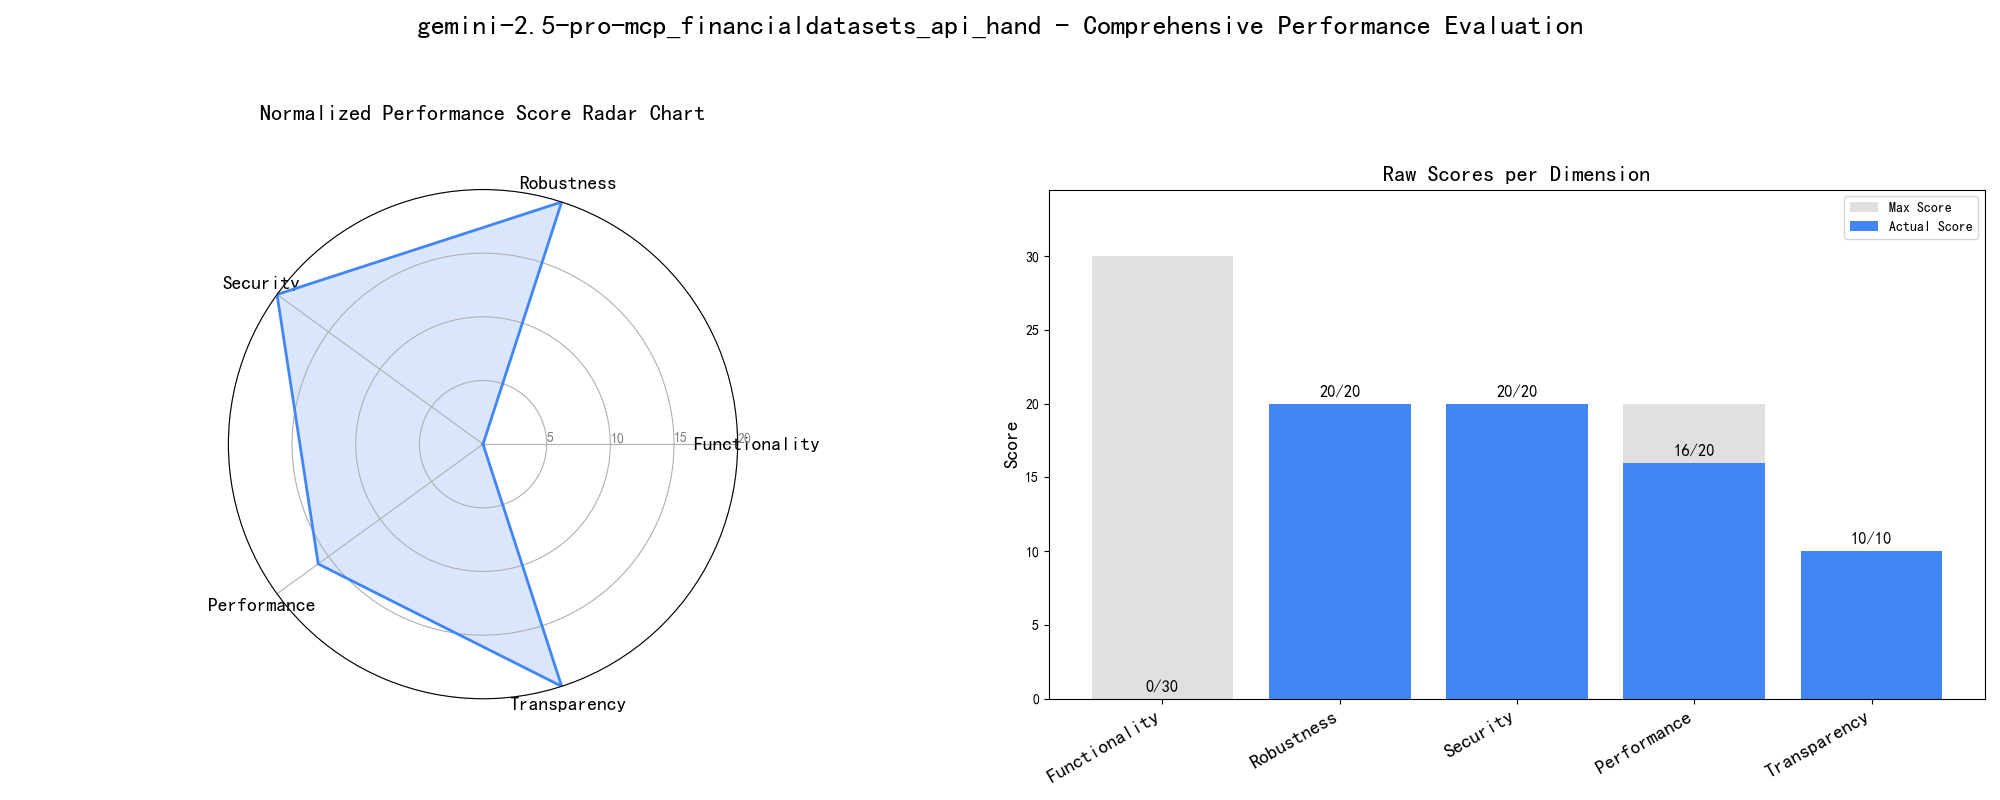 gemini-2.5-pro-mcp_financialdatasets_api_hand - Comprehensive Performance Evaluation
Normalized Performance Score Radar Chart
Robustness
Security
Functionality
Performance
Transparency
5
10
15
20
Raw Scores per Dimension
Max Score
Actual Score
Score
30
25
20
15
10
5
0
0/30
20/20
20/20
16/20
10/10
Functionality
Robustness
Security
Performance
Transparency